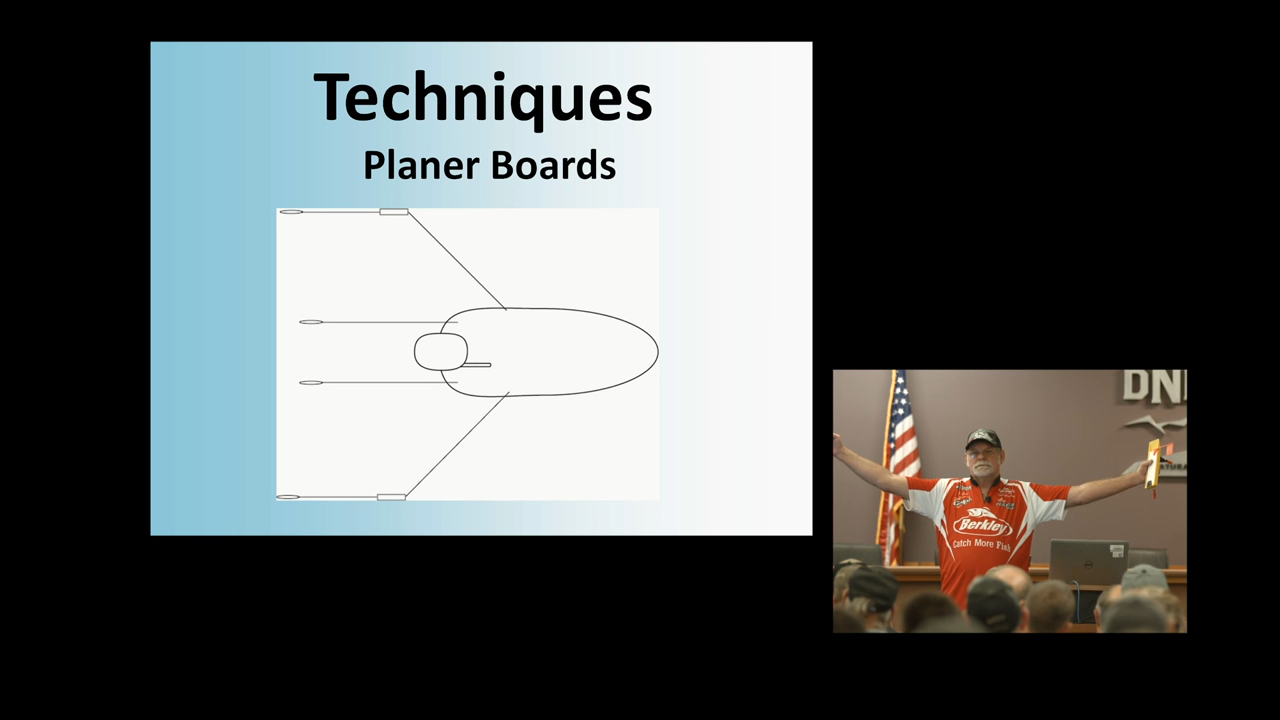 Techniques
Planer Boards
DN
Berkley
Catch More Fish